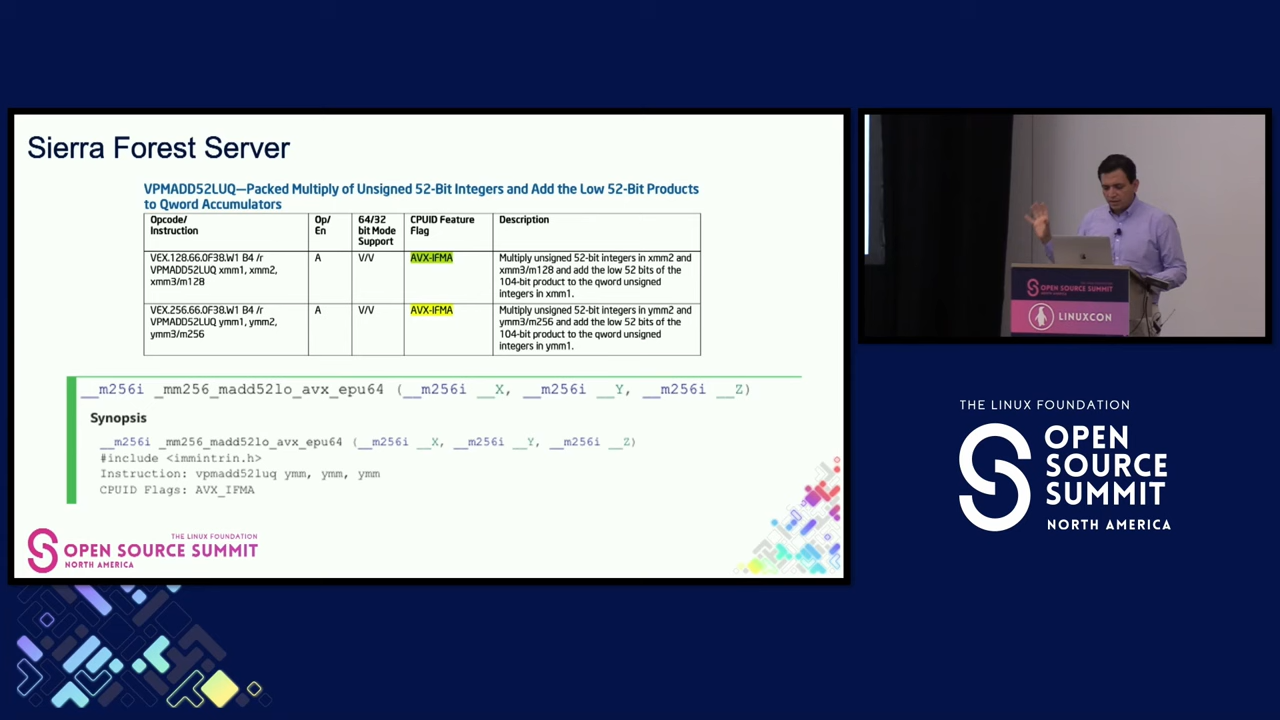 Sierra Forest Server
VPMADD52LUQ—Packed Multiply of Unsigned 52-Bit Integers and Add the Low 52-Bit Products
to Qword Accumulators
Opcode/
Instruction
Op/
En
64/32
bit Mode
Support
CPUID Feature
Flag
Description
VEX.128.66.0F38.W1 B4 /r
VPMADD52LUQ xmm1, xmm2,
xmm3/m128
A
V/V
AVX-IFMA
Multiply unsigned 52-bit integers in xmm2 and
xmm3/m128 and add the low 52 bits of the
104-bit product to the qword unsigned
integers in xmm1.
VEX.256.66.0F38.W1 B4 /r
VPMADD52LUQ ymm1, ymm2,
ymm3/m256
A
V/V
AVX-IFMA
Multiply unsigned 52-bit integers in ymm2 and
ymm3/m256 and add the low 52 bits of the
104-bit product to the qword unsigned
integers in ymm1.
__m256i _mm256_madd52lo_avx_epu64 (__m256i __X, __m256i __Y, __m256i __Z)
Synopsis
__m256i _mm256_madd52lo_avx_epu64 (__m256i __X, __m256i __Y, __m256i __Z)
#include <immintrin.h>
Instruction: vpmadd52luq ymm, ymm, ymm
CPUID Flags: AVX_IFMA
THE LINUX FOUNDATION
OPEN SOURCE SUMMIT
NORTH AMERICA
OPEN SOURCE SUMMIT
LINUXCON
THE LINUX FOUNDATION
OPEN
SOURCE
SUMMIT
NORTH AMERICA